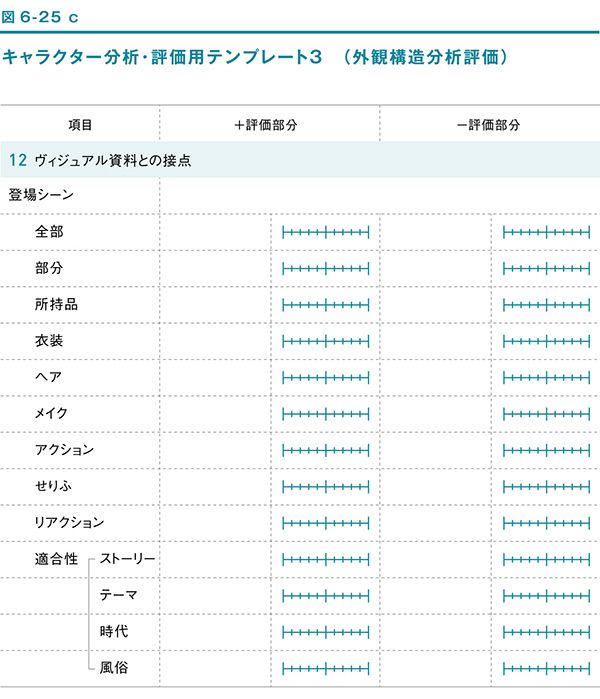 図 6-25 c
キャラクター分析・評価用テンプレート3 (外観構造分析評価)
項目 +評価部分 −評価部分
12 ヴィジュアル資料との接点
登場シーン
全部
部分
所持品
衣装
ヘア
メイク
アクション
せりふ
リアクション
適合性 ストーリー
テーマ
時代
風俗